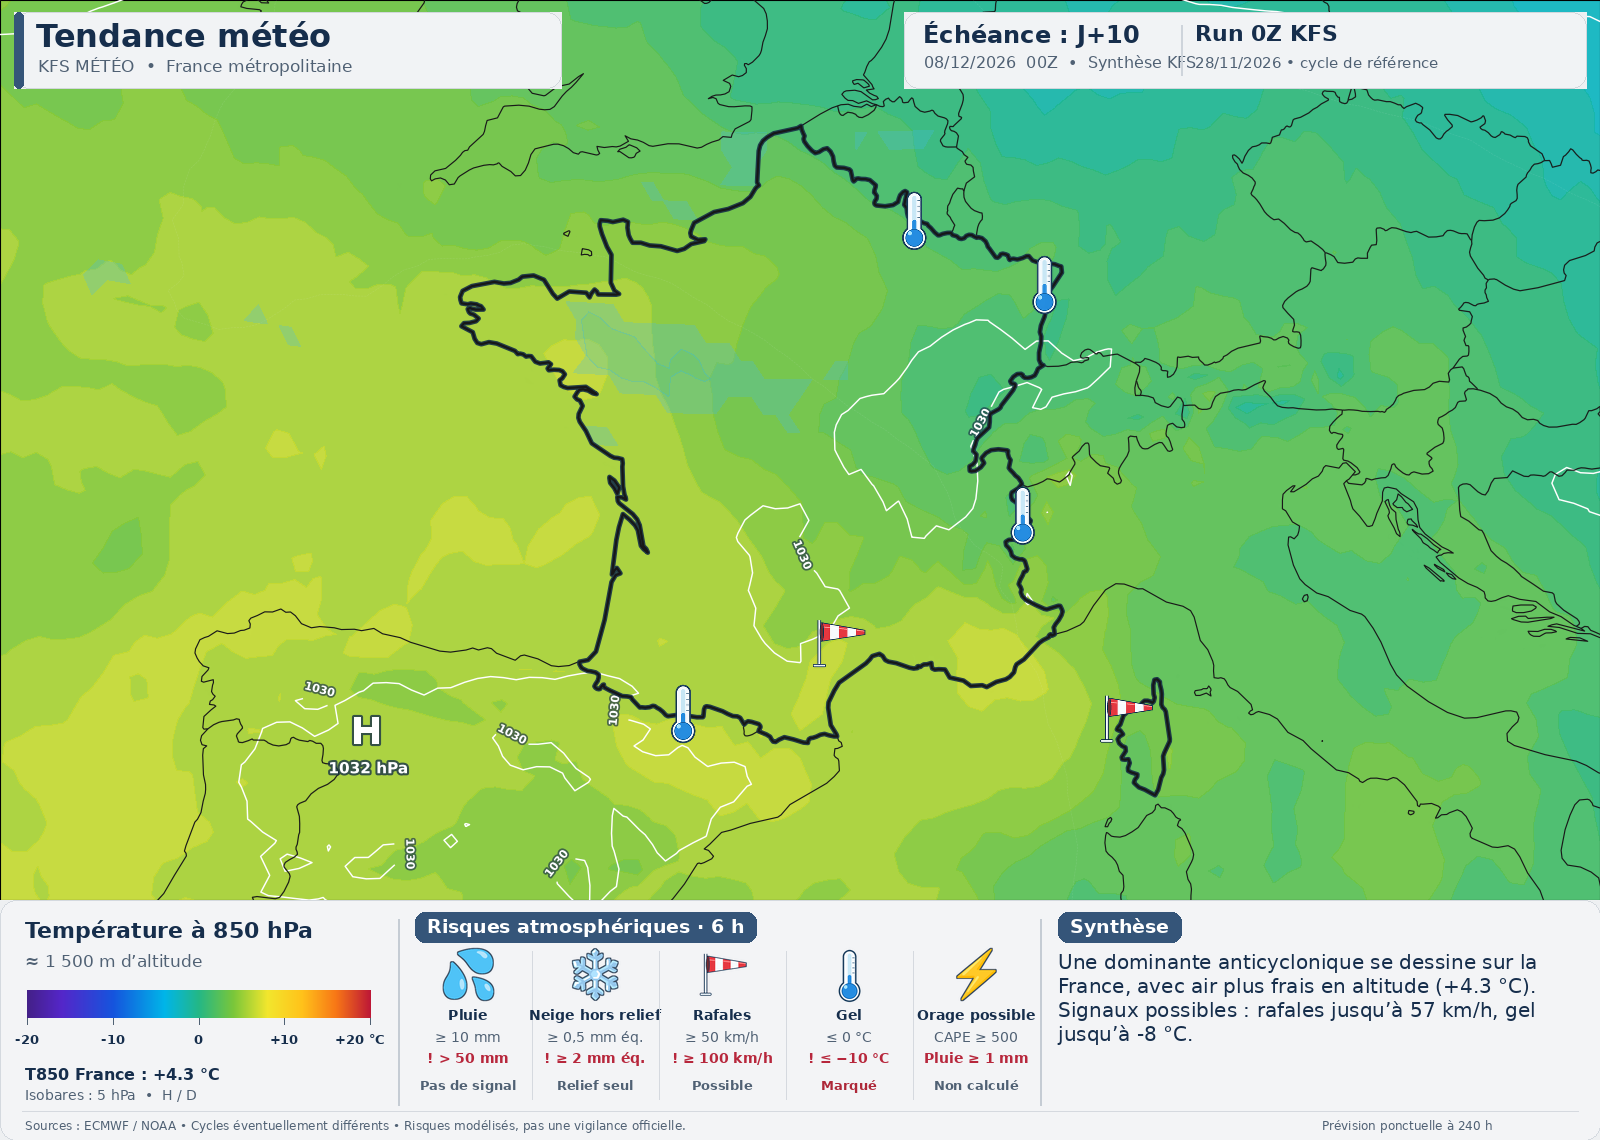 Tendance météo
KFS MÉTÉO • France métropolitaine
Échéance : J+10
08/12/2026 00Z • Synthèse KFS
Run 0Z KFS
28/11/2026 • cycle de référence
1030
1030
1030
H
1032 hPa
1030
1030
1030
1030
Température à 850 hPa
≈ 1 500 m d’altitude
-20 -10 0 +10 +20 °C
T850 France : +4.3 °C
Isobares : 5 hPa • H / D
Risques atmosphériques · 6 h
Pluie
≥ 10 mm
! > 50 mm
Pas de signal
Neige hors relief
≥ 0,5 mm éq.
! ≥ 2 mm éq.
Relief seul
Rafales
≥ 50 km/h
! ≥ 100 km/h
Possible
Gel
≤ 0 °C
! ≤ −10 °C
Marqué
Orage possible
CAPE ≥ 500
Pluie ≥ 1 mm
Non calculé
Synthèse
Une dominante anticyclonique se dessine sur la
France, avec air plus frais en altitude (+4.3 °C).
Signaux possibles : rafales jusqu’à 57 km/h, gel
jusqu’à -8 °C.
Sources : ECMWF / NOAA • Cycles éventuellement différents • Risques modélisés, pas une vigilance officielle.
Prévision ponctuelle à 240 h